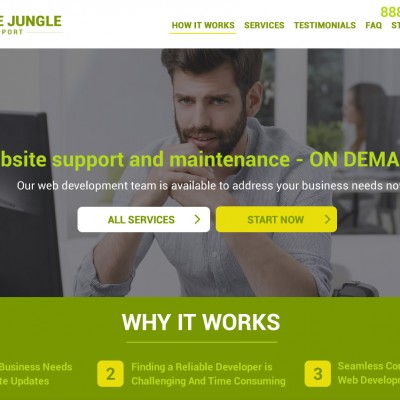 E JUNGLE
PORT
888
HOW IT WORKS SERVICES TESTIMONIALS FAQ ST
bsite support and maintenance - ON DEMA
Our web development team is available to address your business needs no
ALL SERVICES
START NOW
WHY IT WORKS
Business Needs
te Updates
2
Finding a Reliable Developer is
Challenging And Time Consuming
3
Seamless Co
Web Develop